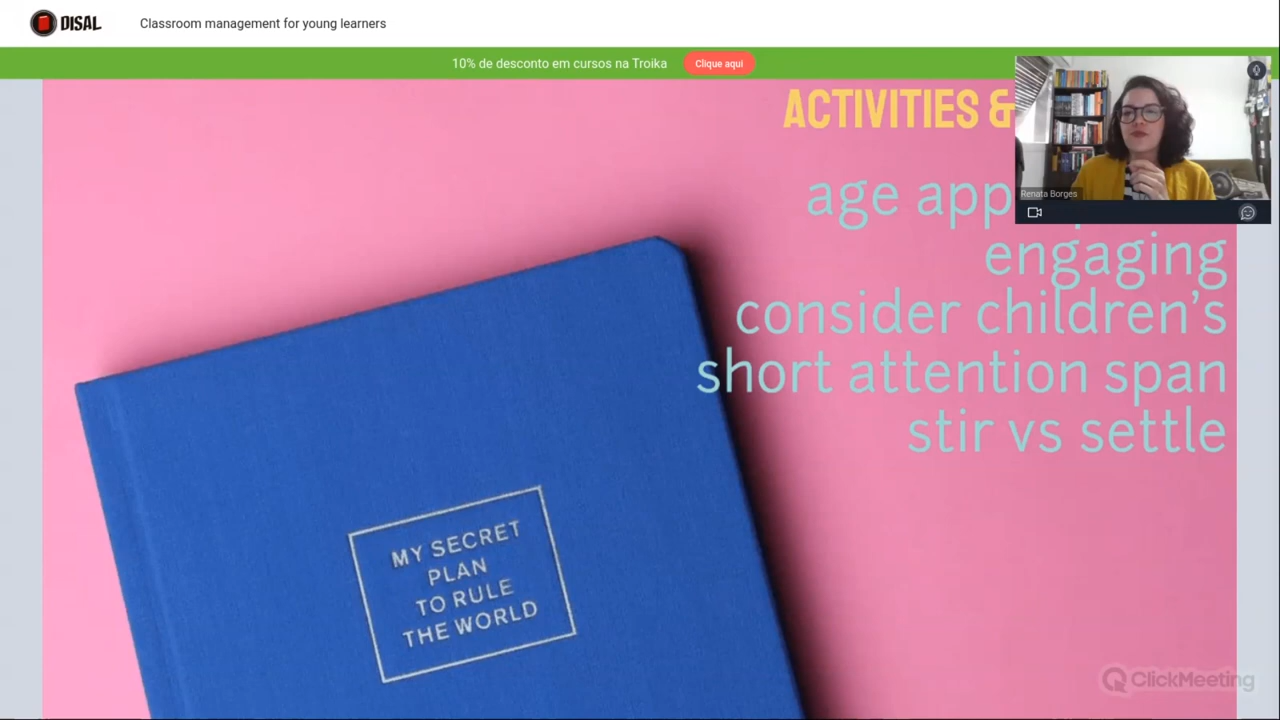 DISAL
Classroom management for young learners
10% de desconto em cursos na Troika
Clique aqui
ACTIVITIES &
Renata Borges
age
engaging
consider children's
short attention span
stir vs settle
MY SECRET
PLAN
TO RULE
THE WORLD
ClickMeeting